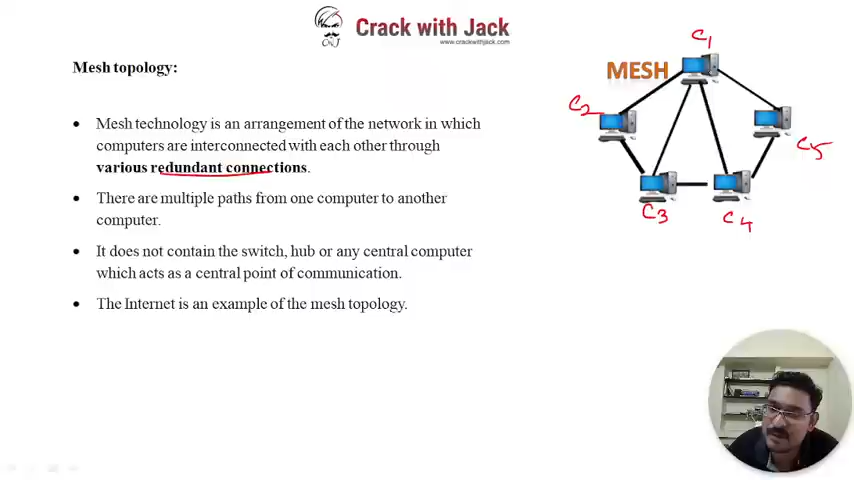 Crack with Jack
www.crackwithjack.com
CwJ
Mesh topology:
MESH
C1
C2
C5
C3
C4
• Mesh technology is an arrangement of the network in which
computers are interconnected with each other through
various redundant connections.
• There are multiple paths from one computer to another
computer.
• It does not contain the switch, hub or any central computer
which acts as a central point of communication.
• The Internet is an example of the mesh topology.